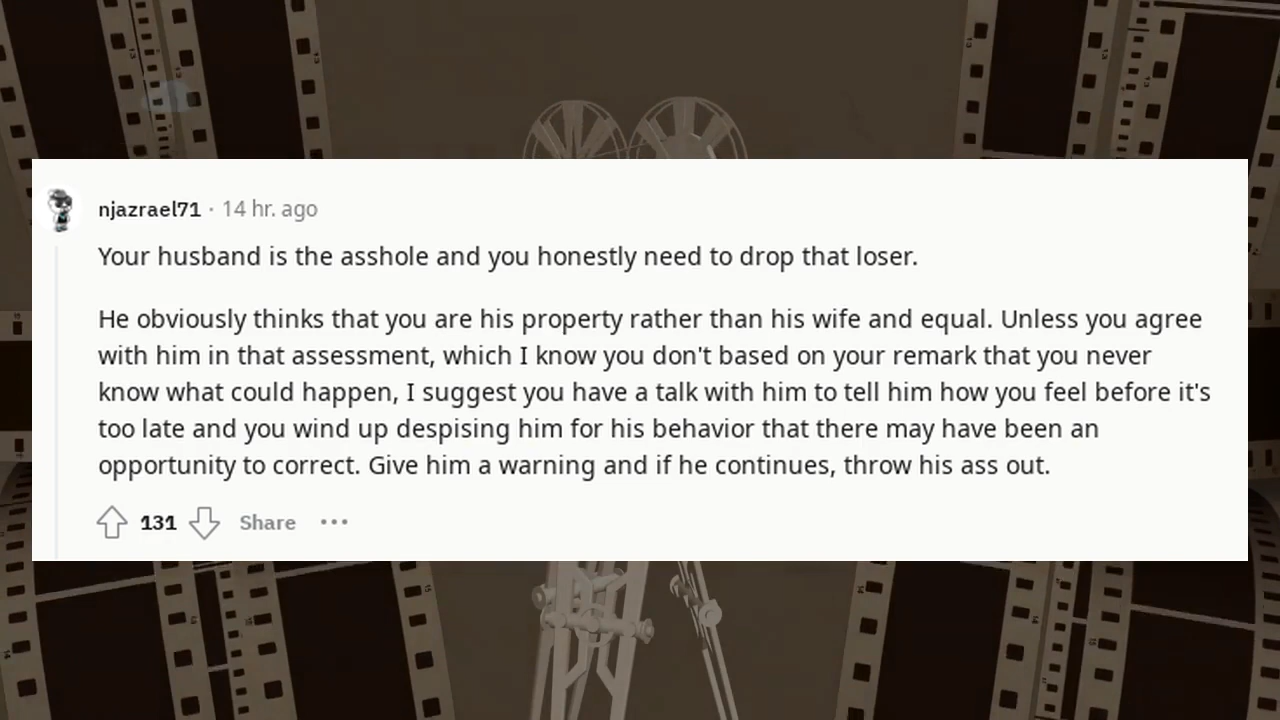 njazrael71 · 14 hr. ago
Your husband is the asshole and you honestly need to drop that loser.
He obviously thinks that you are his property rather than his wife and equal. Unless you agree
with him in that assessment, which I know you don't based on your remark that you never
know what could happen, I suggest you have a talk with him to tell him how you feel before it's
too late and you wind up despising him for his behavior that there may have been an
opportunity to correct. Give him a warning and if he continues, throw his ass out.
131 Share